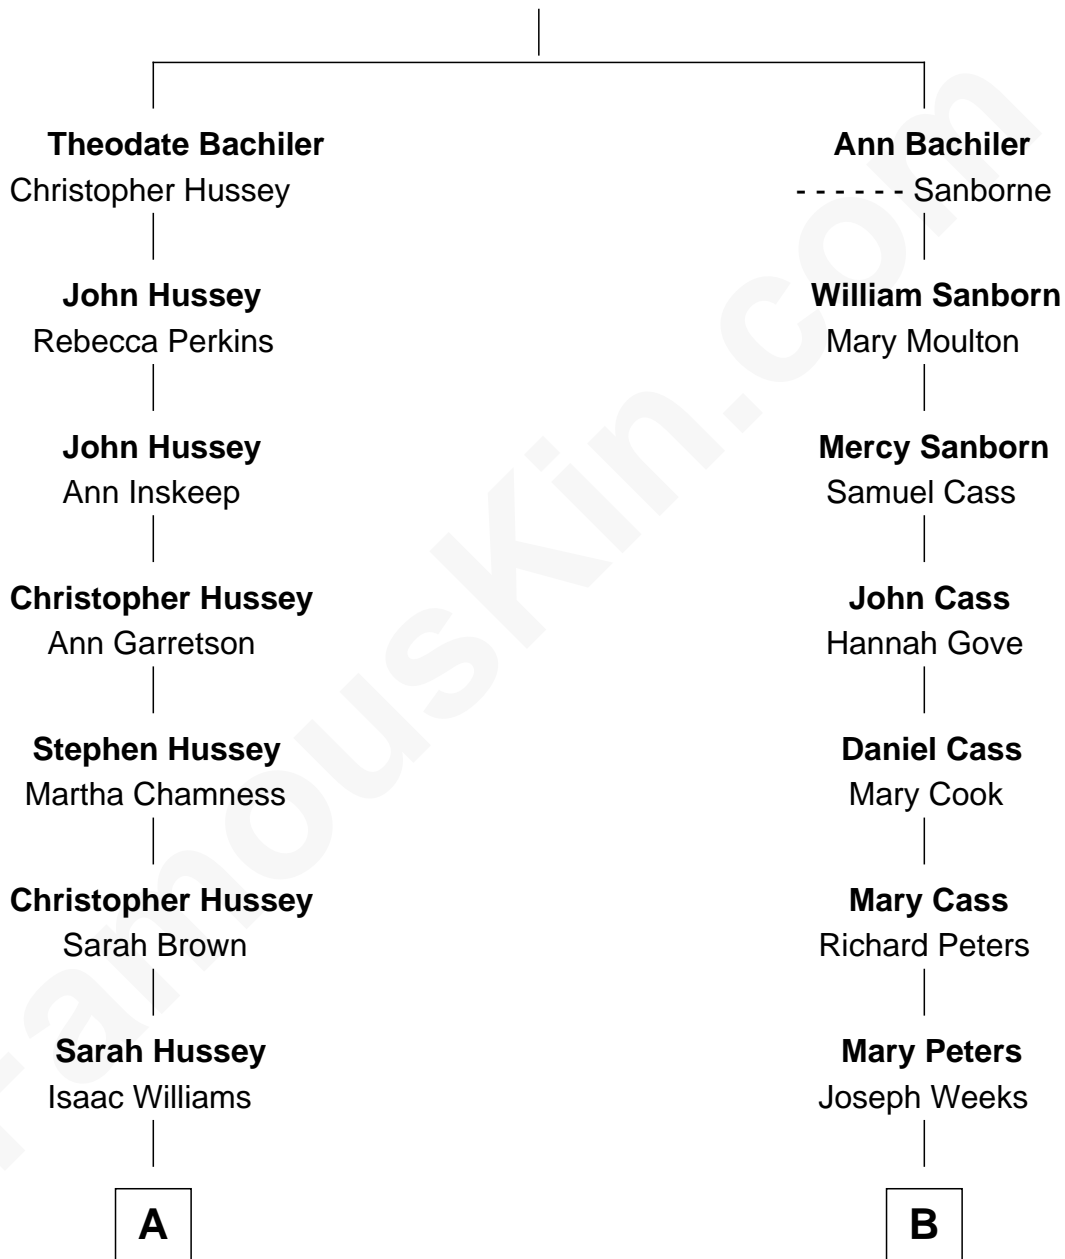 Theodate Bachiler
Christopher Hussey
Ann Bachiler
- - - - - - Sanborne
John Hussey
Rebecca Perkins
William Sanborn
Mary Moulton
John Hussey
Ann Inskeep
Mercy Sanborn
Samuel Cass
Christopher Hussey
Ann Garretson
John Cass
Hannah Gove
Stephen Hussey
Martha Chamness
Daniel Cass
Mary Cook
Christopher Hussey
Sarah Brown
Mary Cass
Richard Peters
Sarah Hussey
Isaac Williams
Mary Peters
Joseph Weeks
A
B
FamousKin.com